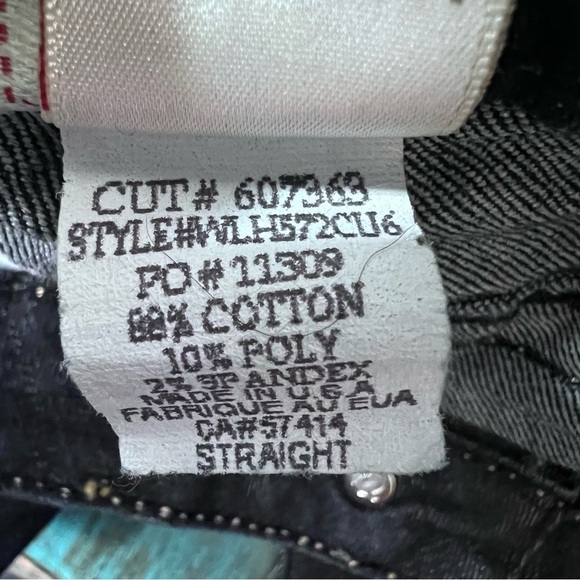 CUT# 607363
STYLE#WLH572CU6
PO# 11309
88% COTTON
10% POLY
2% SPANDEX
MADE IN U.S.A
FABRIQUE AU EUA
CA#57414
STRAIGHT